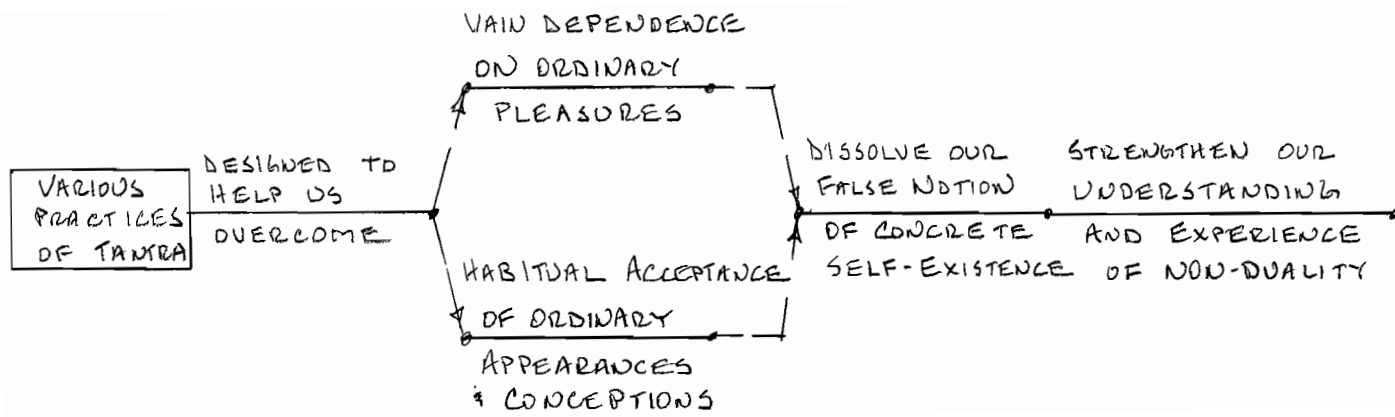 VARIOUS
PRACTICES
OF TANTRA
DESIGNED TO
HELP US
OVERCOME
VAIN DEPENDENCE
ON ORDINARY
PLEASURES
HABITUAL ACCEPTANCE
OF ORDINARY
APPEARANCES
& CONCEPTIONS
DISSOLVE OUR
FALSE NOTION
OF CONCRETE
SELF-EXISTENCE
STRENGTHEN OUR
UNDERSTANDING
AND EXPERIENCE
OF NON-DUALITY